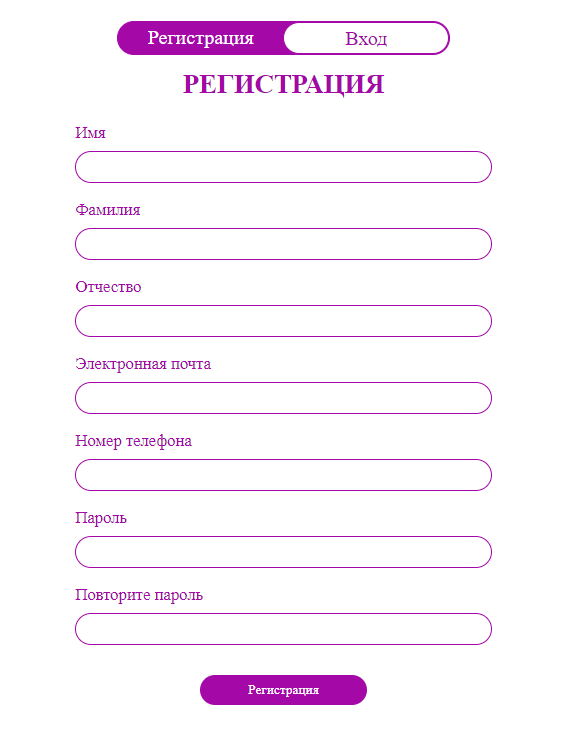 Регистрация Вход
РЕГИСТРАЦИЯ
Имя
Фамилия
Отчество
Электронная почта
Номер телефона
Пароль
Повторите пароль
Регистрация